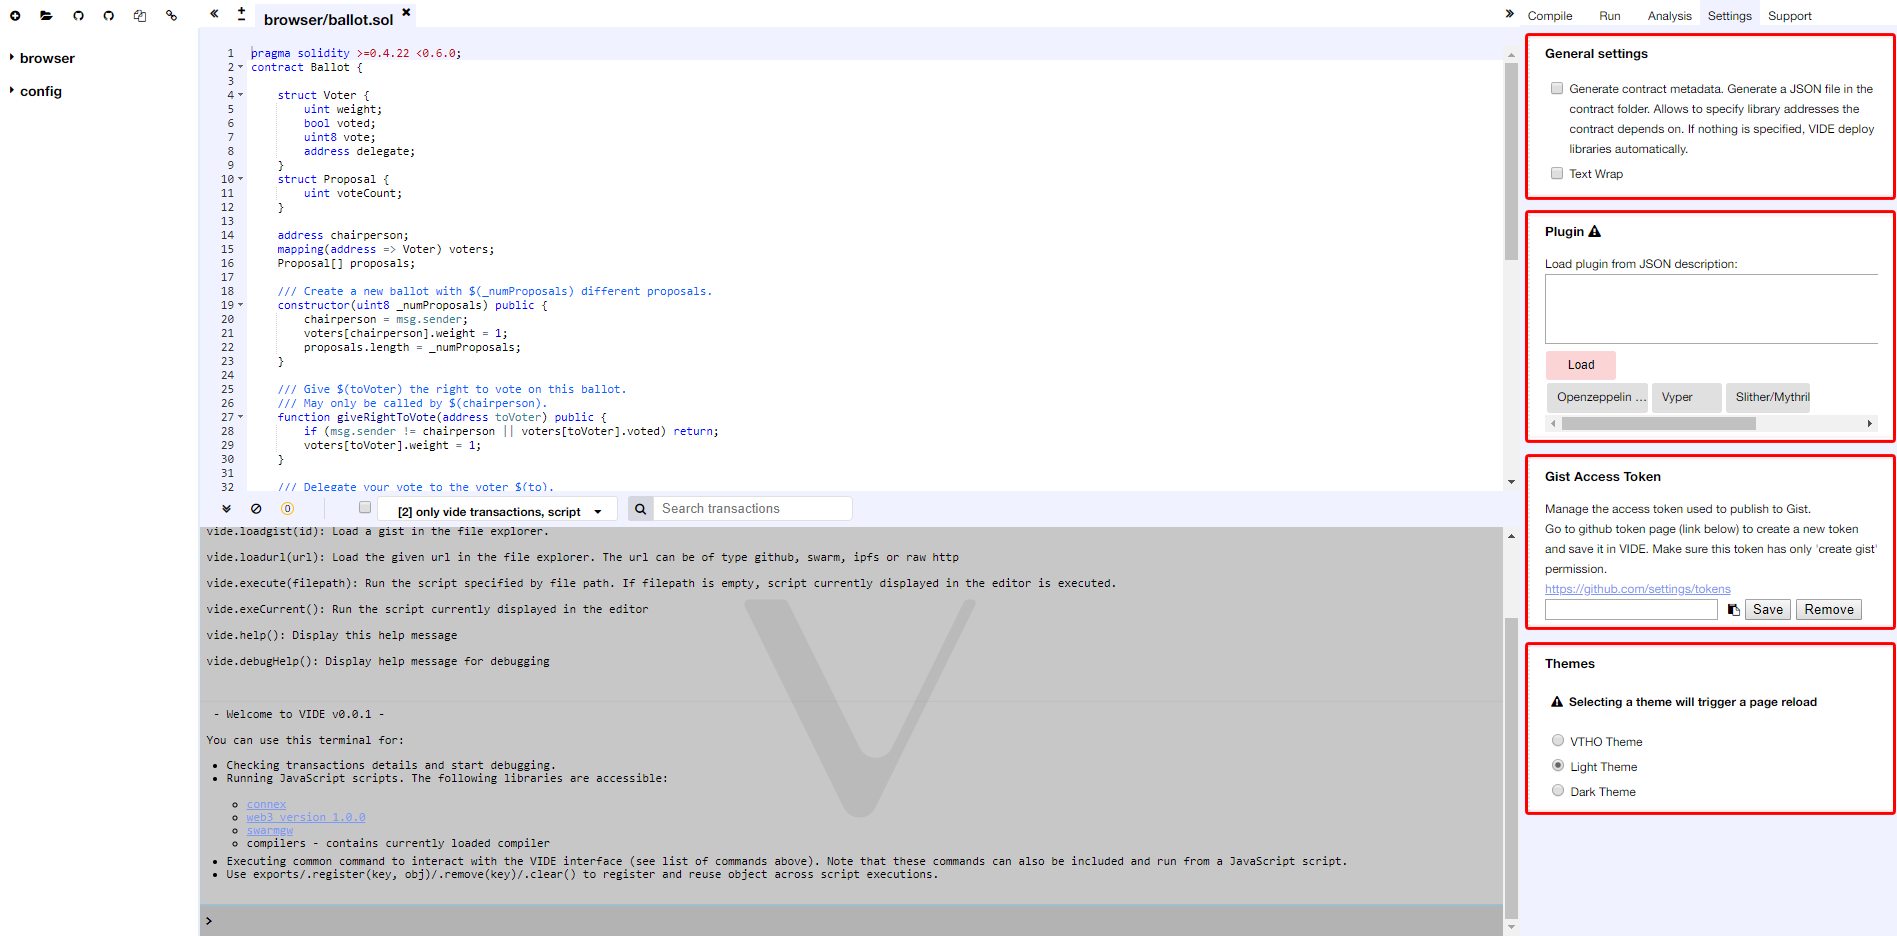 browser/ballot.sol
Compile Run Analysis Settings Support
browser
config
1 pragma solidity >=0.4.22 <0.6.0;
2 contract Ballot {
3
4 struct Voter {
5 uint weight;
6 bool voted;
7 uint8 vote;
8 address delegate;
9 }
10 struct Proposal {
11 uint voteCount;
12 }
13
14 address chairperson;
15 mapping(address => Voter) voters;
16 Proposal[] proposals;
17
18 /// Create a new ballot with $(_numProposals) different proposals.
19 constructor(uint8 _numProposals) public {
20 chairperson = msg.sender;
21 voters[chairperson].weight = 1;
22 proposals.length = _numProposals;
23 }
24
25 /// Give $(toVoter) the right to vote on this ballot.
26 /// May only be called by $(chairperson).
27 function giveRightToVote(address toVoter) public {
28 if (msg.sender != chairperson || voters[toVoter].voted) return;
29 voters[toVoter].weight = 1;
30 }
31
32 /// Delegate your vote to the voter $(to).
0 [2] only vide transactions, script Search transactions
vide.loadgist(id): Load a gist in the file explorer.
vide.loadurl(url): Load the given url in the file explorer. The url can be of type github, swarm, ipfs or raw http
vide.execute(filepath): Run the script specified by file path. If filepath is empty, script currently displayed in the editor is executed.
vide.exeCurrent(): Run the script currently displayed in the editor
vide.help(): Display this help message
vide.debugHelp(): Display help message for debugging
- Welcome to VIDE v0.0.1 -
You can use this terminal for:
Checking transactions details and start debugging.
Running JavaScript scripts. The following libraries are accessible:
connex
web3 version 1.0.0
swarmgw
compilers - contains currently loaded compiler
Executing common command to interact with the VIDE interface (see list of commands above). Note that these commands can also be included and run from a JavaScript script.
Use exports/.register(key, obj)/.remove(key)/.clear() to register and reuse object across script executions.
>
General settings
Generate contract metadata. Generate a JSON file in the
contract folder. Allows to specify library addresses the
contract depends on. If nothing is specified, VIDE deploy
libraries automatically.
Text Wrap
Plugin
Load plugin from JSON description:
Load
Openzeppelin ... Vyper Slither/Mythril
Gist Access Token
Manage the access token used to publish to Gist.
Go to github token page (link below) to create a new token
and save it in VIDE. Make sure this token has only 'create gist'
permission.
https://github.com/settings/tokens
Save Remove
Themes
Selecting a theme will trigger a page reload
VTHO Theme
Light Theme
Dark Theme